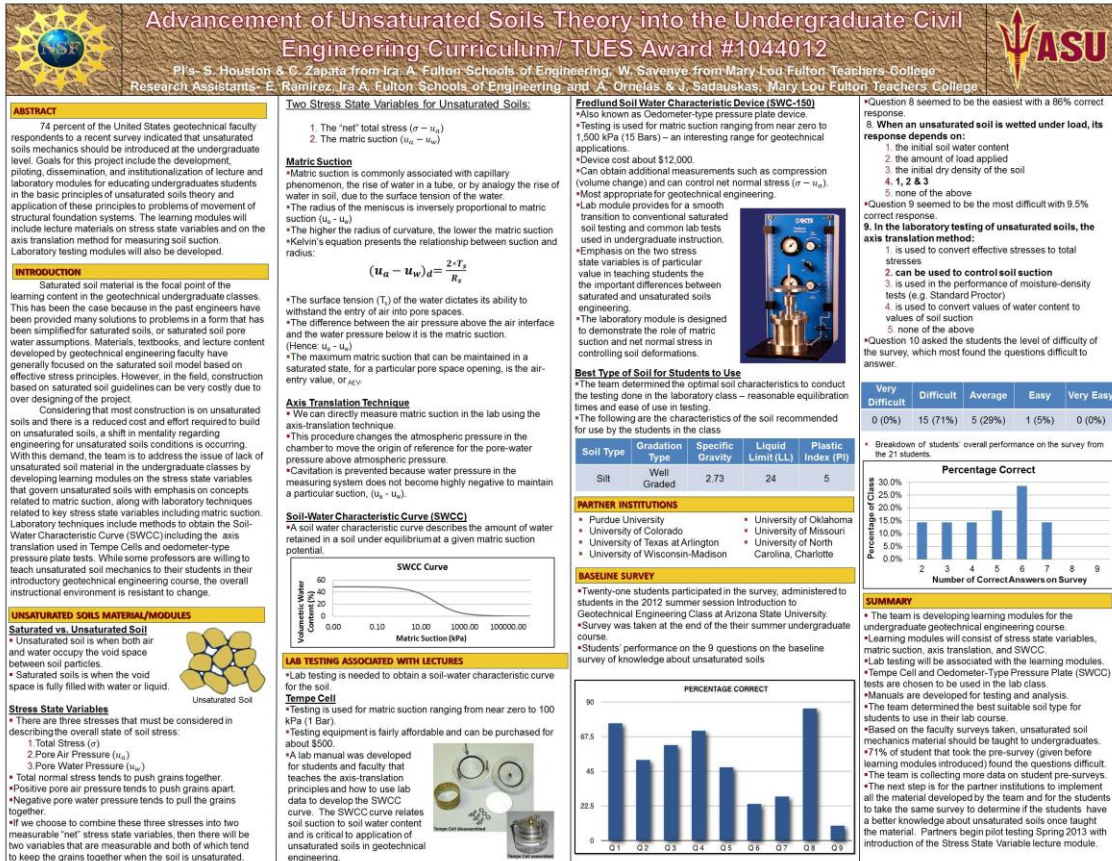 Advancement of Unsaturated Soils Theory into the Undergraduate Civil
Engineering Curriculum/ TUES Award #1044012
PI's- S. Houston & C. Zapata from Ira. A. Fulton Schools of Engineering, W. Savenye from Mary Lou Fulton Teachers College
Research Assistants- E. Ramirez, Ira A. Fulton Schools of Engineering and A. Ornelas & J. Sadauskas, Mary Lou Fulton Teachers College
NSF
ASU
ABSTRACT
74 percent of the United States geotechnical faculty
respondents to a recent survey indicated that unsaturated
soils mechanics should be introduced at the undergraduate
level. Goals for this project include the development,
piloting, dissemination, and institutionalization of lecture and
laboratory modules for educating undergraduates students
in the basic principles of unsaturated soils theory and
application of these principles to problems of movement of
structural foundation systems. The learning modules will
include lecture materials on stress state variables and on the
axis translation method for measuring soil suction.
Laboratory testing modules will also be developed.
INTRODUCTION
Saturated soil material is the focal point of the
learning content in the geotechnical undergraduate classes.
This has been the case because in the past engineers have
been provided many solutions to problems in a form that has
been simplified for saturated soils, or saturated soil pore
water assumptions. Materials, textbooks, and lecture content
developed by geotechnical engineering faculty have
generally focused on the saturated soil model based on
effective stress principles. However, in the field, construction
based on saturated soil guidelines can be very costly due to
over designing of the project.
Considering that most construction is on unsaturated
soils and there is a reduced cost and effort required to build
on unsaturated soils, a shift in mentality regarding
engineering for unsaturated soils conditions is occurring.
With this demand, the team is to address the issue of lack of
unsaturated soil material in the undergraduate classes by
developing learning modules on the stress state variables
that govern unsaturated soils with emphasis on concepts
related to matric suction, along with laboratory techniques
related to key stress state variables including matric suction.
Laboratory techniques include methods to obtain the Soil-
Water Characteristic Curve (SWCC) including the axis
translation used in Tempe Cells and oedometer-type
pressure plate tests. While some professors are willing to
teach unsaturated soil mechanics to their students in their
introductory geotechnical engineering course, the overall
instructional environment is resistant to change.
UNSATURATED SOILS MATERIAL/MODULES
Saturated vs. Unsaturated Soil
▪ Unsaturated soil is when both air
and water occupy the void space
between soil particles.
▪ Saturated soils is when the void
space is fully filled with water or liquid.
Unsaturated Soil
Stress State Variables
▪ There are three stresses that must be considered in
describing the overall state of soil stress:
1.Total Stress (σ)
2.Pore Air Pressure (uₐ)
3.Pore Water Pressure (u_w)
▪ Total normal stress tends to push grains together.
▪Positive pore air pressure tends to push grains apart.
▪Negative pore water pressure tends to pull the grains
together.
▪If we choose to combine these three stresses into two
measurable “net” stress state variables, then there will be
two variables that are measurable and both of which tend
to keep the grains together when the soil is unsaturated.
Two Stress State Variables for Unsaturated Soils:
1. The “net” total stress (σ − uₐ)
2. The matric suction (uₐ − u_w)
Matric Suction
▪Matric suction is commonly associated with capillary
phenomenon, the rise of water in a tube, or by analogy the rise of
water in soil, due to the surface tension of the water.
▪The radius of the meniscus is inversely proportional to matric
suction (uₐ - u_w)
▪The higher the radius of curvature, the lower the matric suction
▪Kelvin's equation presents the relationship between suction and
radius:
(uₐ − u_w)_d = 2*T_s / R_s
▪The surface tension (T_s) of the water dictates its ability to
withstand the entry of air into pore spaces.
▪The difference between the air pressure above the air interface
and the water pressure below it is the matric suction.
(Hence: uₐ - u_w)
▪The maximum matric suction that can be maintained in a
saturated state, for a particular pore space opening, is the air-
entry value, or AEV.
Axis Translation Technique
▪ We can directly measure matric suction in the lab using the
axis-translation technique.
▪This procedure changes the atmospheric pressure in the
chamber to move the origin of reference for the pore-water
pressure above atmospheric pressure.
▪Cavitation is prevented because water pressure in the
measuring system does not become highly negative to maintain
a particular suction, (uₐ - u_w).
Soil-Water Characteristic Curve (SWCC)
▪A soil water characteristic curve describes the amount of water
retained in a soil under equilibrium at a given matric suction
potential.
SWCC Curve
Volumetric Water
Content (%)
60
40
20
0
0.00 0.10 10.00 1000.00 100000.00
Matric Suction (kPa)
LAB TESTING ASSOCIATED WITH LECTURES
▪Lab testing is needed to obtain a soil-water characteristic curve
for the soil.
Tempe Cell
▪Testing is used for matric suction ranging from near zero to 100
kPa (1 Bar).
▪Testing equipment is fairly affordable and can be purchased for
about $500.
▪A lab manual was developed
for students and faculty that
teaches the axis-translation
principles and how to use lab
data to develop the SWCC
curve. The SWCC curve relates
soil suction to soil water content
and is critical to application of
unsaturated soils in geotechnical
engineering.
Tempe Cell disassembled
Tempe Cell assembled
Fredlund Soil Water Characteristic Device (SWC-150)
▪Also known as Oedometer-type pressure plate device.
▪Testing is used for matric suction ranging from near zero to
1,500 kPa (15 Bars) – an interesting range for geotechnical
applications.
▪Device cost about $12,000.
▪Can obtain additional measurements such as compression
(volume change) and can control net normal stress (σ − uₐ).
▪Most appropriate for geotechnical engineering.
▪Lab module provides for a smooth
transition to conventional saturated
soil testing and common lab tests
used in undergraduate instruction.
▪Emphasis on the two stress
state variables is of particular
value in teaching students the
important differences between
saturated and unsaturated soils
engineering.
▪The laboratory module is designed
to demonstrate the role of matric
suction and net normal stress in
controlling soil deformations.
Best Type of Soil for Students to Use
▪The team determined the optimal soil characteristics to conduct
the testing done in the laboratory class – reasonable equilibration
times and ease of use in testing.
▪The following are the characteristics of the soil recommended
for use by the students in the class
Soil Type Gradation Type Specific Gravity Liquid Limit (LL) Plastic Index (PI)
Silt Well Graded 2.73 24 5
PARTNER INSTITUTIONS
▪ Purdue University
▪ University of Colorado
▪ University of Texas at Arlington
▪ University of Wisconsin-Madison
▪ University of Oklahoma
▪ University of Missouri
▪ University of North
Carolina, Charlotte
BASELINE SURVEY
▪Twenty-one students participated in the survey, administered to
students in the 2012 summer session Introduction to
Geotechnical Engineering Class at Arizona State University.
▪Survey was taken at the end of the their summer undergraduate
course.
▪Students' performance on the 9 questions on the baseline
survey of knowledge about unsaturated soils
PERCENTAGE CORRECT
90
67.5
45
22.5
0
Q1 Q2 Q3 Q4 Q5 Q6 Q7 Q8 Q9
▪Question 8 seemed to be the easiest with a 86% correct
response.
8. When an unsaturated soil is wetted under load, its
response depends on:
1. the initial soil water content
2. the amount of load applied
3. the initial dry density of the soil
4. 1, 2 & 3
5. none of the above
▪Question 9 seemed to be the most difficult with 9.5%
correct response.
9. In the laboratory testing of unsaturated soils, the
axis translation method:
1. is used to convert effective stresses to total
stresses
2. can be used to control soil suction
3. is used in the performance of moisture-density
tests (e.g. Standard Proctor)
4. is used to convert values of water content to
values of soil suction
5. none of the above
▪Question 10 asked the students the level of difficulty of
the survey, which most found the questions difficult to
answer.
Very Difficult Difficult Average Easy Very Easy
0 (0%) 15 (71%) 5 (29%) 1 (5%) 0 (0%)
▪ Breakdown of students' overall performance on the survey from
the 21 students.
Percentage Correct
Percentage of Class
30.0%
25.0%
20.0%
15.0%
10.0%
5.0%
0.0%
2 3 4 5 6 7 8 9
Number of Correct Answers on Survey
SUMMARY
▪ The team is developing learning modules for the
undergraduate geotechnical engineering course.
▪Learning modules will consist of stress state variables,
matric suction, axis translation, and SWCC.
▪Lab testing will be associated with the learning modules.
▪Tempe Cell and Oedometer-Type Pressure Plate (SWCC)
tests are chosen to be used in the lab class.
▪Manuals are developed for testing and analysis.
▪The team determined the best suitable soil type for
students to use in their lab course.
▪Based on the faculty surveys taken, unsaturated soil
mechanics material should be taught to undergraduates.
▪71% of student that took the pre-survey (given before
learning modules introduced) found the questions difficult.
▪The team is collecting more data on student pre-surveys.
▪The next step is for the partner institutions to implement
all the material developed by the team and for the students
to take the same survey to determine if the students have
a better knowledge about unsaturated soils once taught
the material. Partners begin pilot testing Spring 2013 with
introduction of the Stress State Variable lecture module.